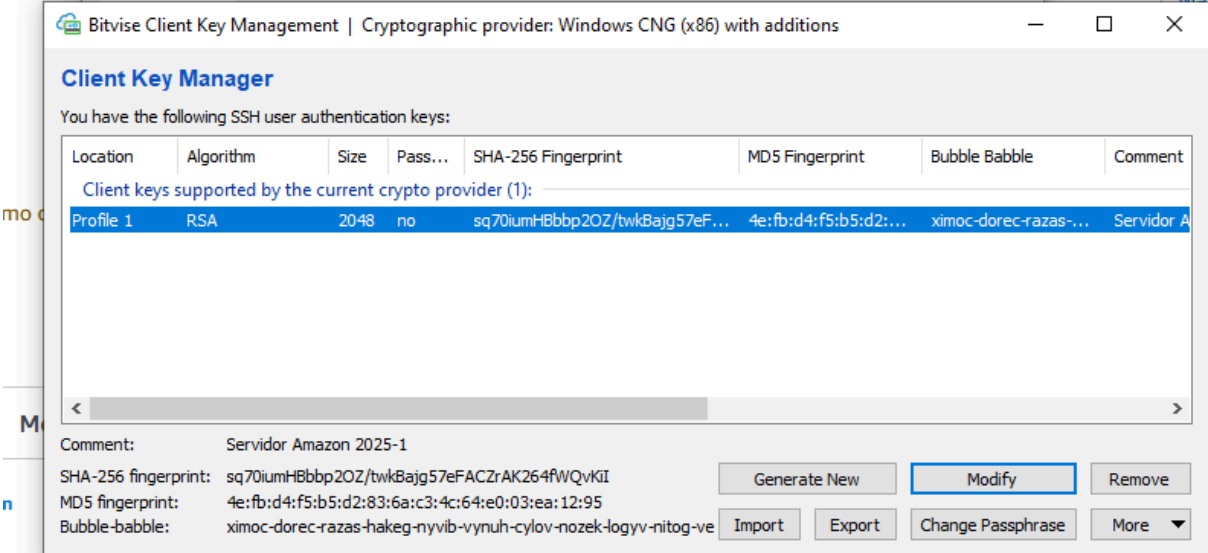 Bitvise Client Key Management | Cryptographic provider: Windows CNG (x86) with additions
Client Key Manager
You have the following SSH user authentication keys:
Location Algorithm Size Pass... SHA-256 Fingerprint MD5 Fingerprint Bubble Babble Comment
Client keys supported by the current crypto provider (1):
mo
Profile 1 RSA 2048 no sq70iumHBbbp2OZ/twkBajg57eF... 4e:fb:d4:f5:b5:d2:... ximoc-dorec-razas-... Servidor A
M
Comment: Servidor Amazon 2025-1
SHA-256 fingerprint: sq70iumHBbbp2OZ/twkBajg57eFACZrAK264fWQvKiI
Generate New Modify Remove
n
MD5 fingerprint: 4e:fb:d4:f5:b5:d2:83:6a:c3:4c:64:e0:03:ea:12:95
Bubble-babble: ximoc-dorec-razas-hakeg-nyvib-vynuh-cylov-nozek-logyv-nitog-ve
Import Export Change Passphrase More